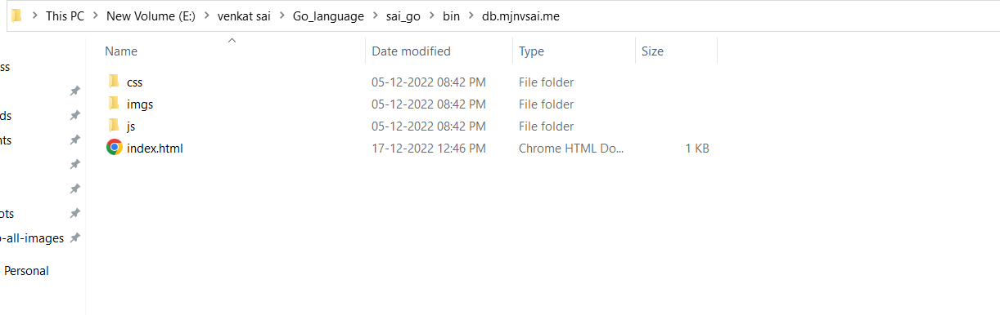 This PC > New Volume (E:) > venkat sai > Go_language > sai_go > bin > db.mjnvsai.me
Name Date modified Type Size
ss
css 05-12-2022 08:42 PM File folder
imgs 05-12-2022 08:42 PM File folder
ds
js 05-12-2022 08:42 PM File folder
nts
index.html 17-12-2022 12:46 PM Chrome HTML Do... 1 KB
ots
o-all-images
Personal